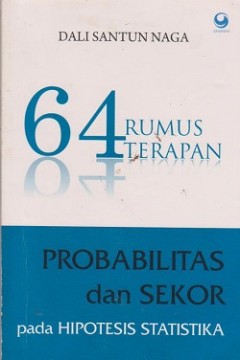 DALI SANTUN NAGA
64 RUMUS
TERAPAN
PROBABILITAS
dan SEKOR
pada HIPOTESIS STATISTIKA